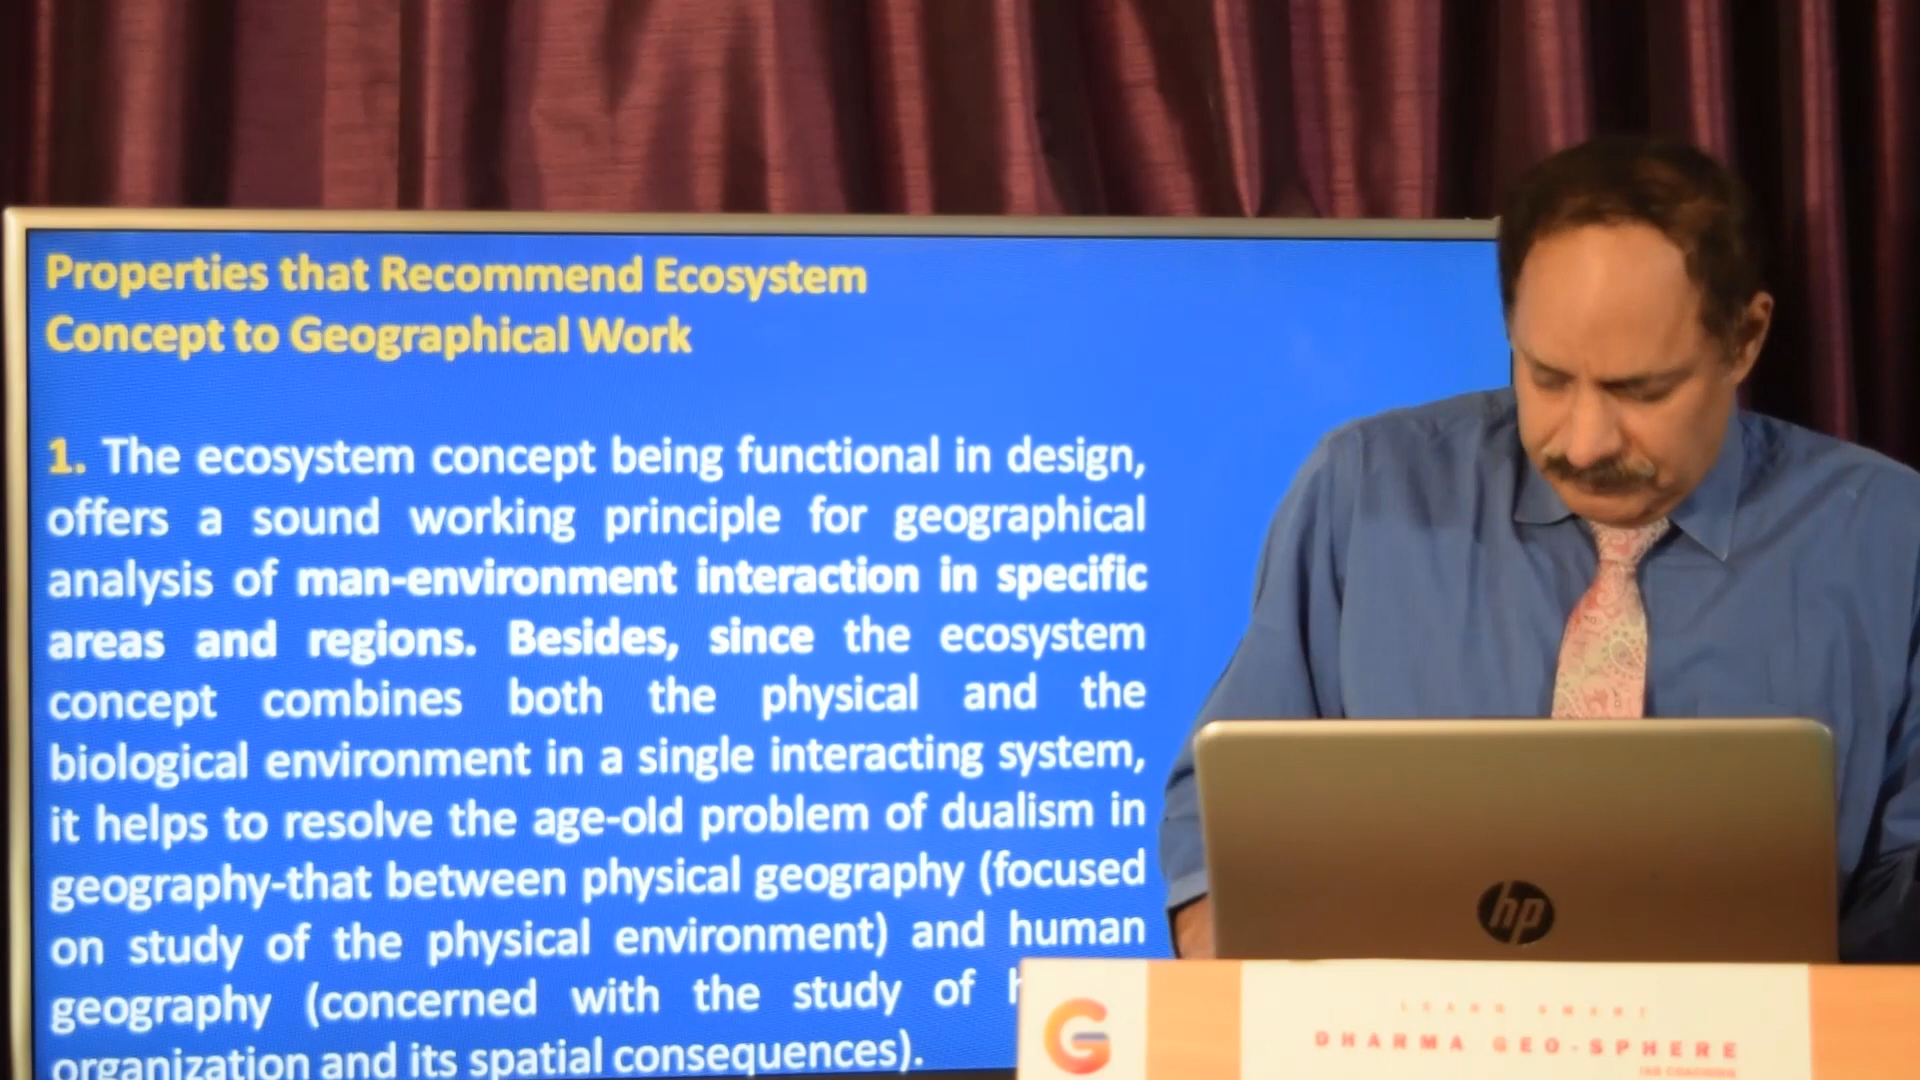 Properties that Recommend Ecosystem
Concept to Geographical Work
1. The ecosystem concept being functional in design,
offers a sound working principle for geographical
analysis of man-environment interaction in specific
areas and regions. Besides, since the ecosystem
concept combines both the physical and the
biological environment in a single interacting system,
it helps to resolve the age-old problem of dualism in
geography-that between physical geography (focused
on study of the physical environment) and human
geography (concerned with the study of
organization and its spatial consequences).
hp
G
LEARN SMART
DHARMA GEO-SPHERE
IAS COACHING